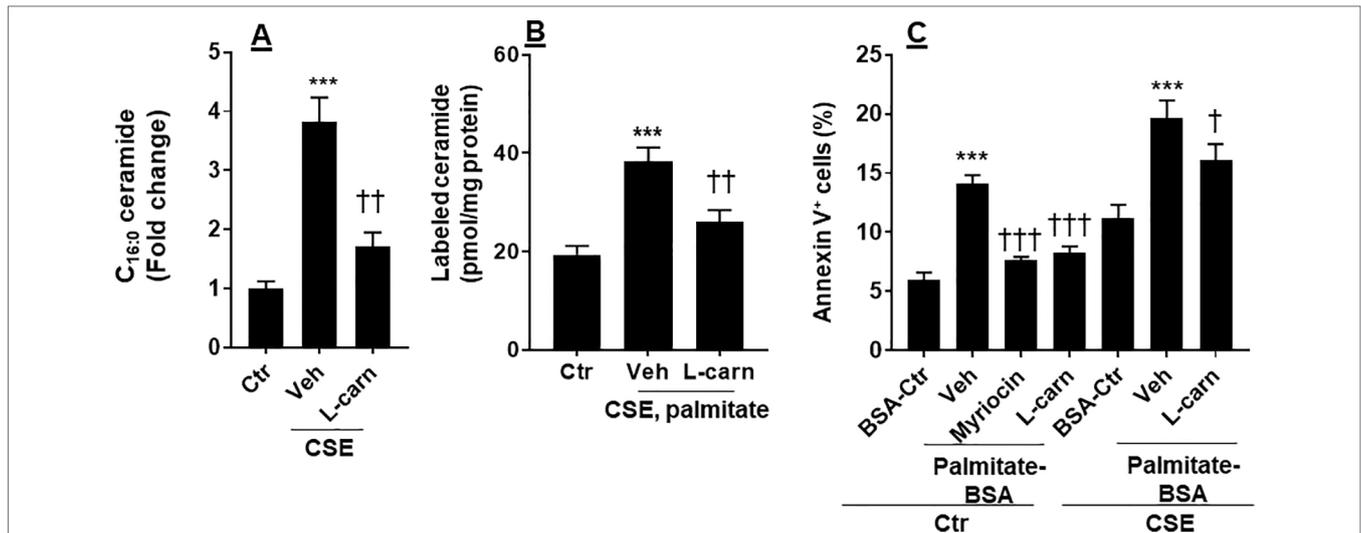 A
C16:0 ceramide
(Fold change)
5
4
3
2
1
0
***
††
Ctr
Veh
L-carn
CSE
B
Labeled ceramide
(pmol/mg protein)
60
40
20
0
***
††
Ctr
Veh
L-carn
CSE, palmitate
C
Annexin V+ cells (%)
25
20
15
10
5
0
***
†††
†††
***
†
BSA-Ctr
Veh
Myriocin
L-carn
BSA-Ctr
Veh
L-carn
Palmitate-
BSA
Palmitate-
BSA
Ctr
CSE